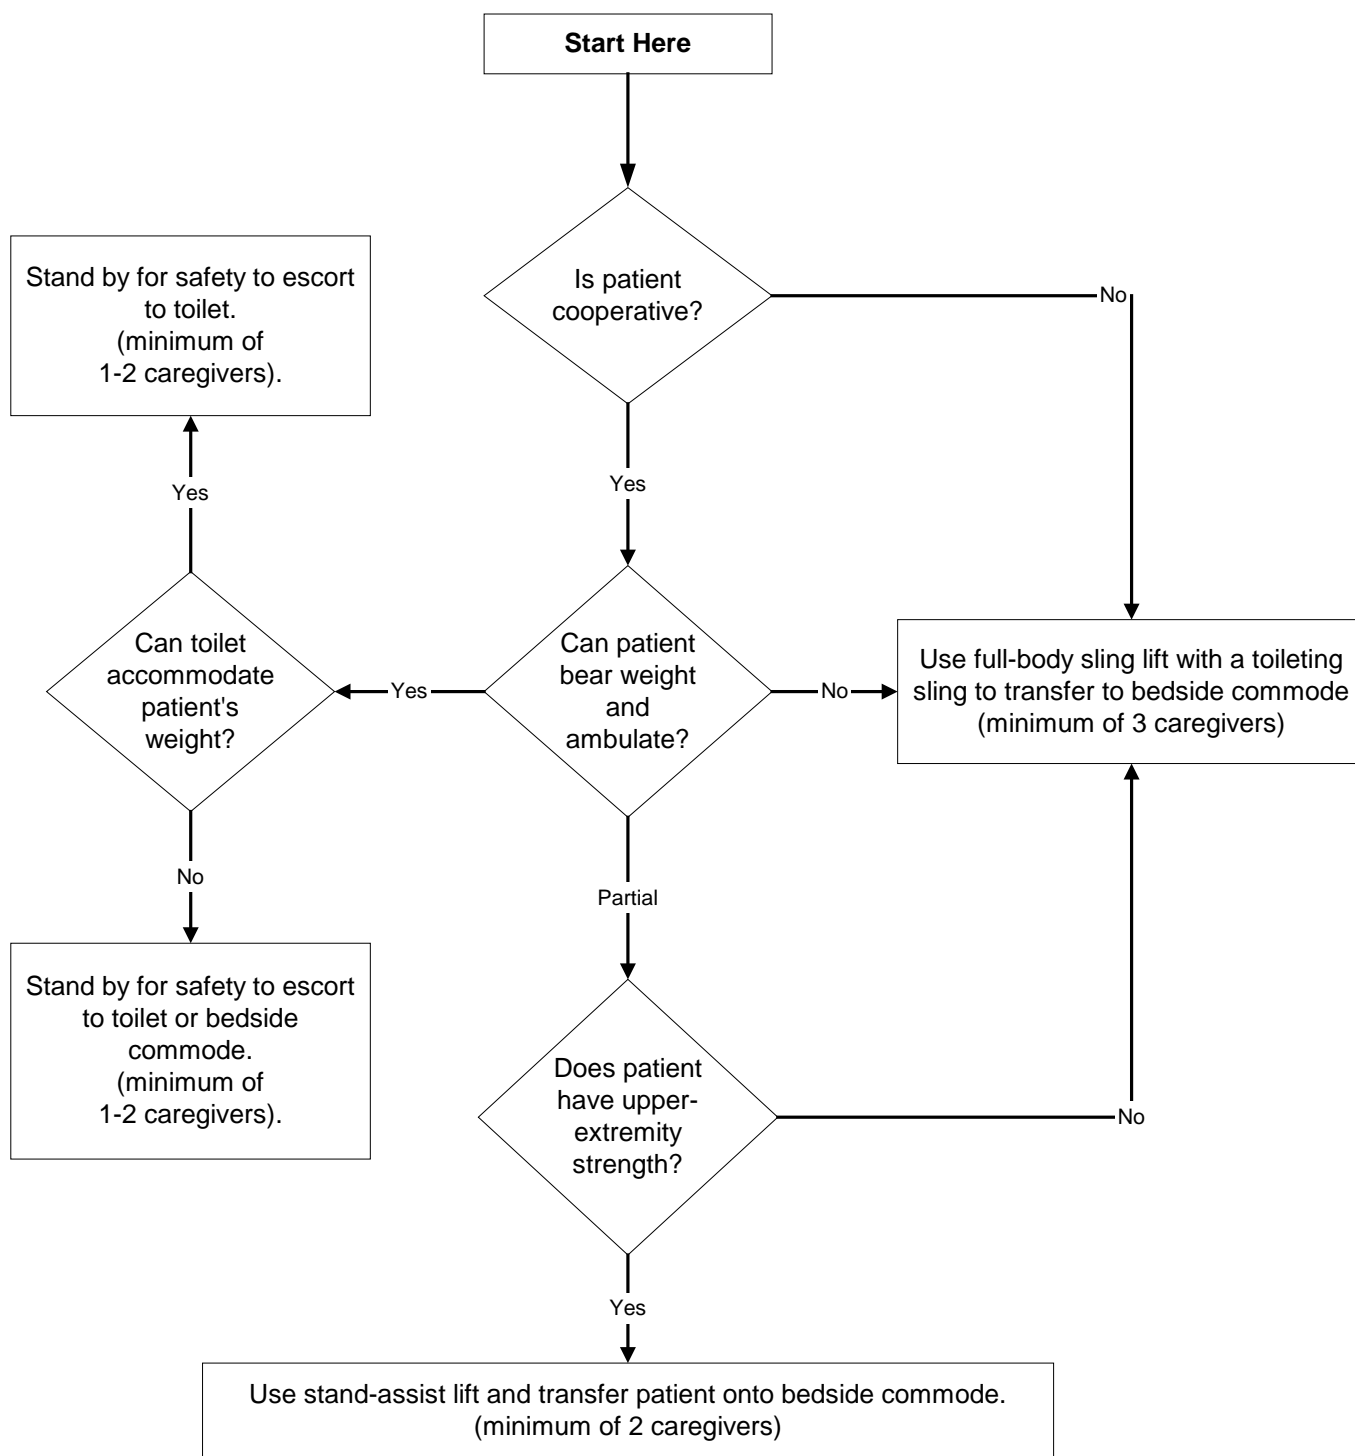 Start Here
Is patient
cooperative?
No
Yes
Stand by for safety to escort
to toilet.
(minimum of
1-2 caregivers).
Yes
Can toilet
accommodate
patient's
weight?
Yes
Can patient
bear weight
and
ambulate?
No
Use full-body sling lift with a toileting
sling to transfer to bedside commode
(minimum of 3 caregivers)
No
Partial
Stand by for safety to escort
to toilet or bedside
commode.
(minimum of
1-2 caregivers).
Does patient
have upper-
extremity
strength?
No
Yes
Use stand-assist lift and transfer patient onto bedside commode.
(minimum of 2 caregivers)